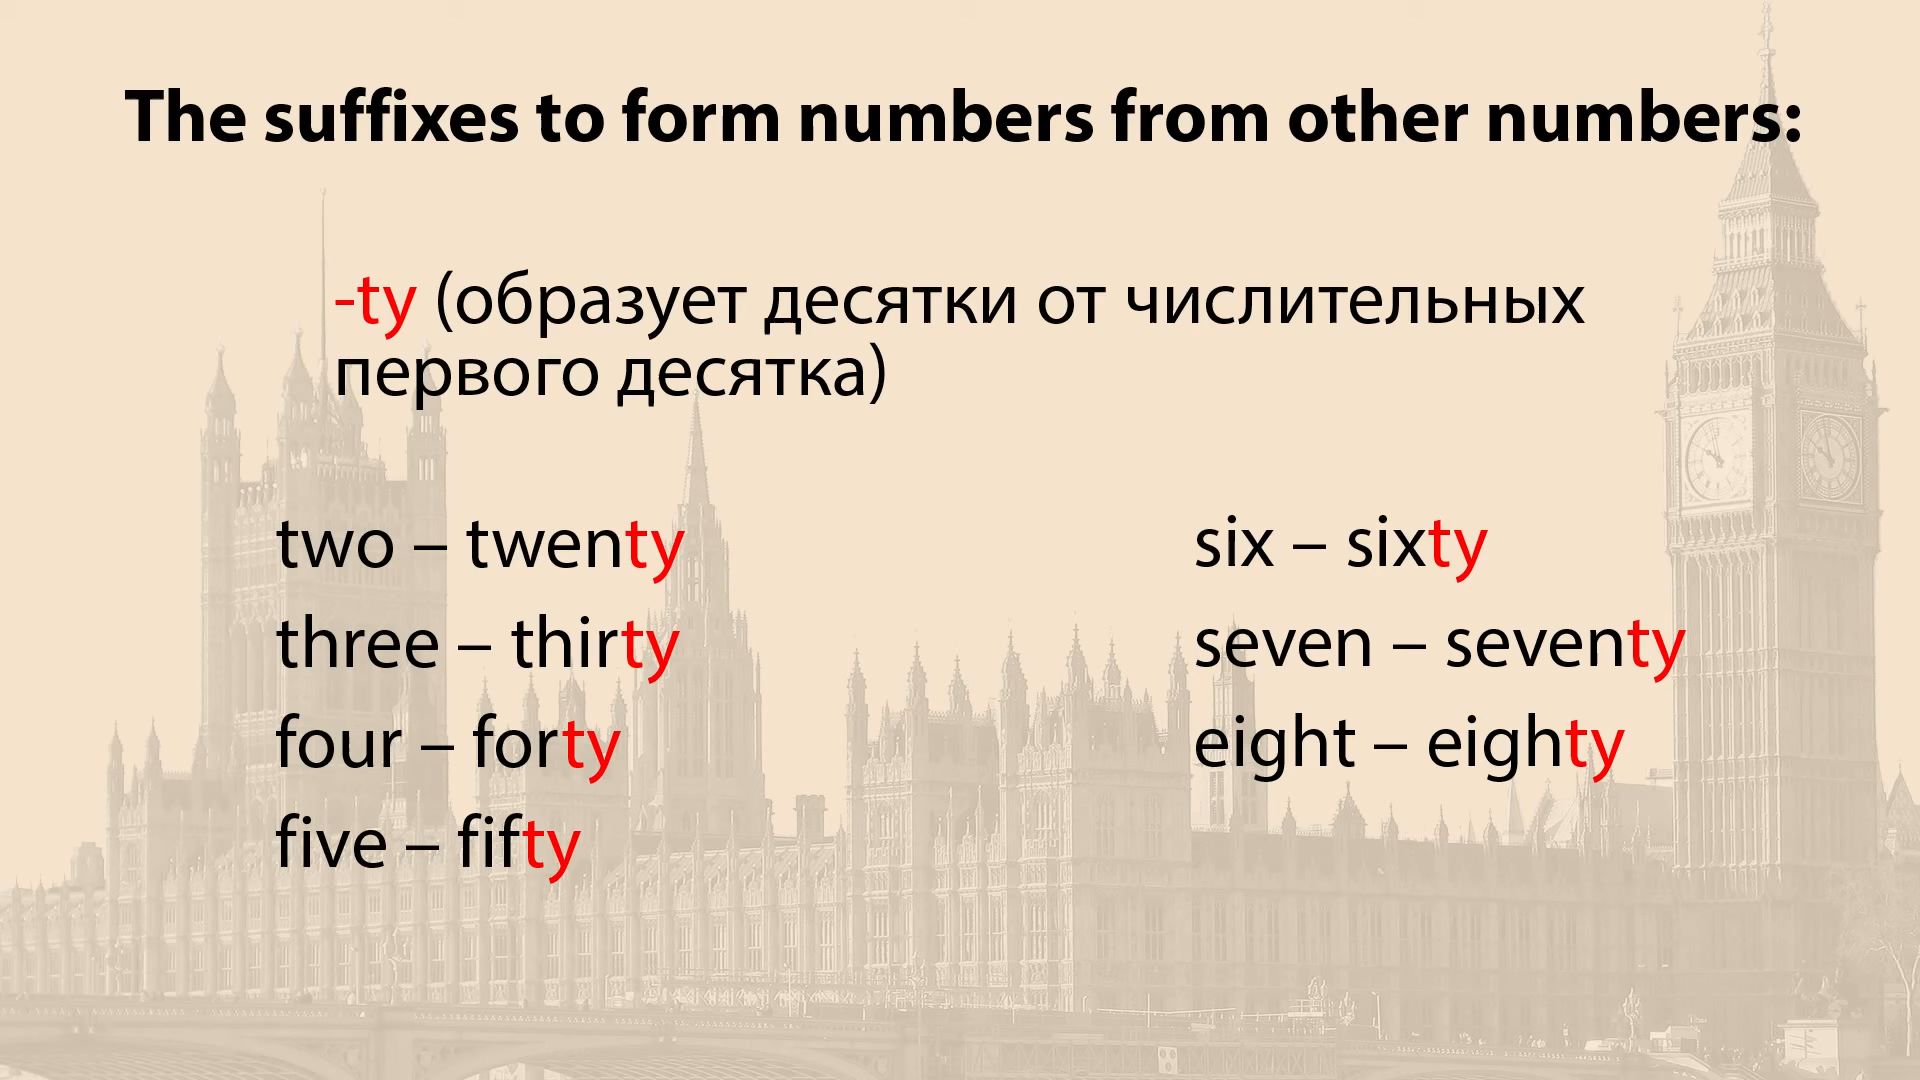 The suffixes to form numbers from other numbers:
-ty (образует десятки от числительных
первого десятка)
two – twenty
three – thirty
four – forty
five – fifty
six – sixty
seven – seventy
eight – eighty